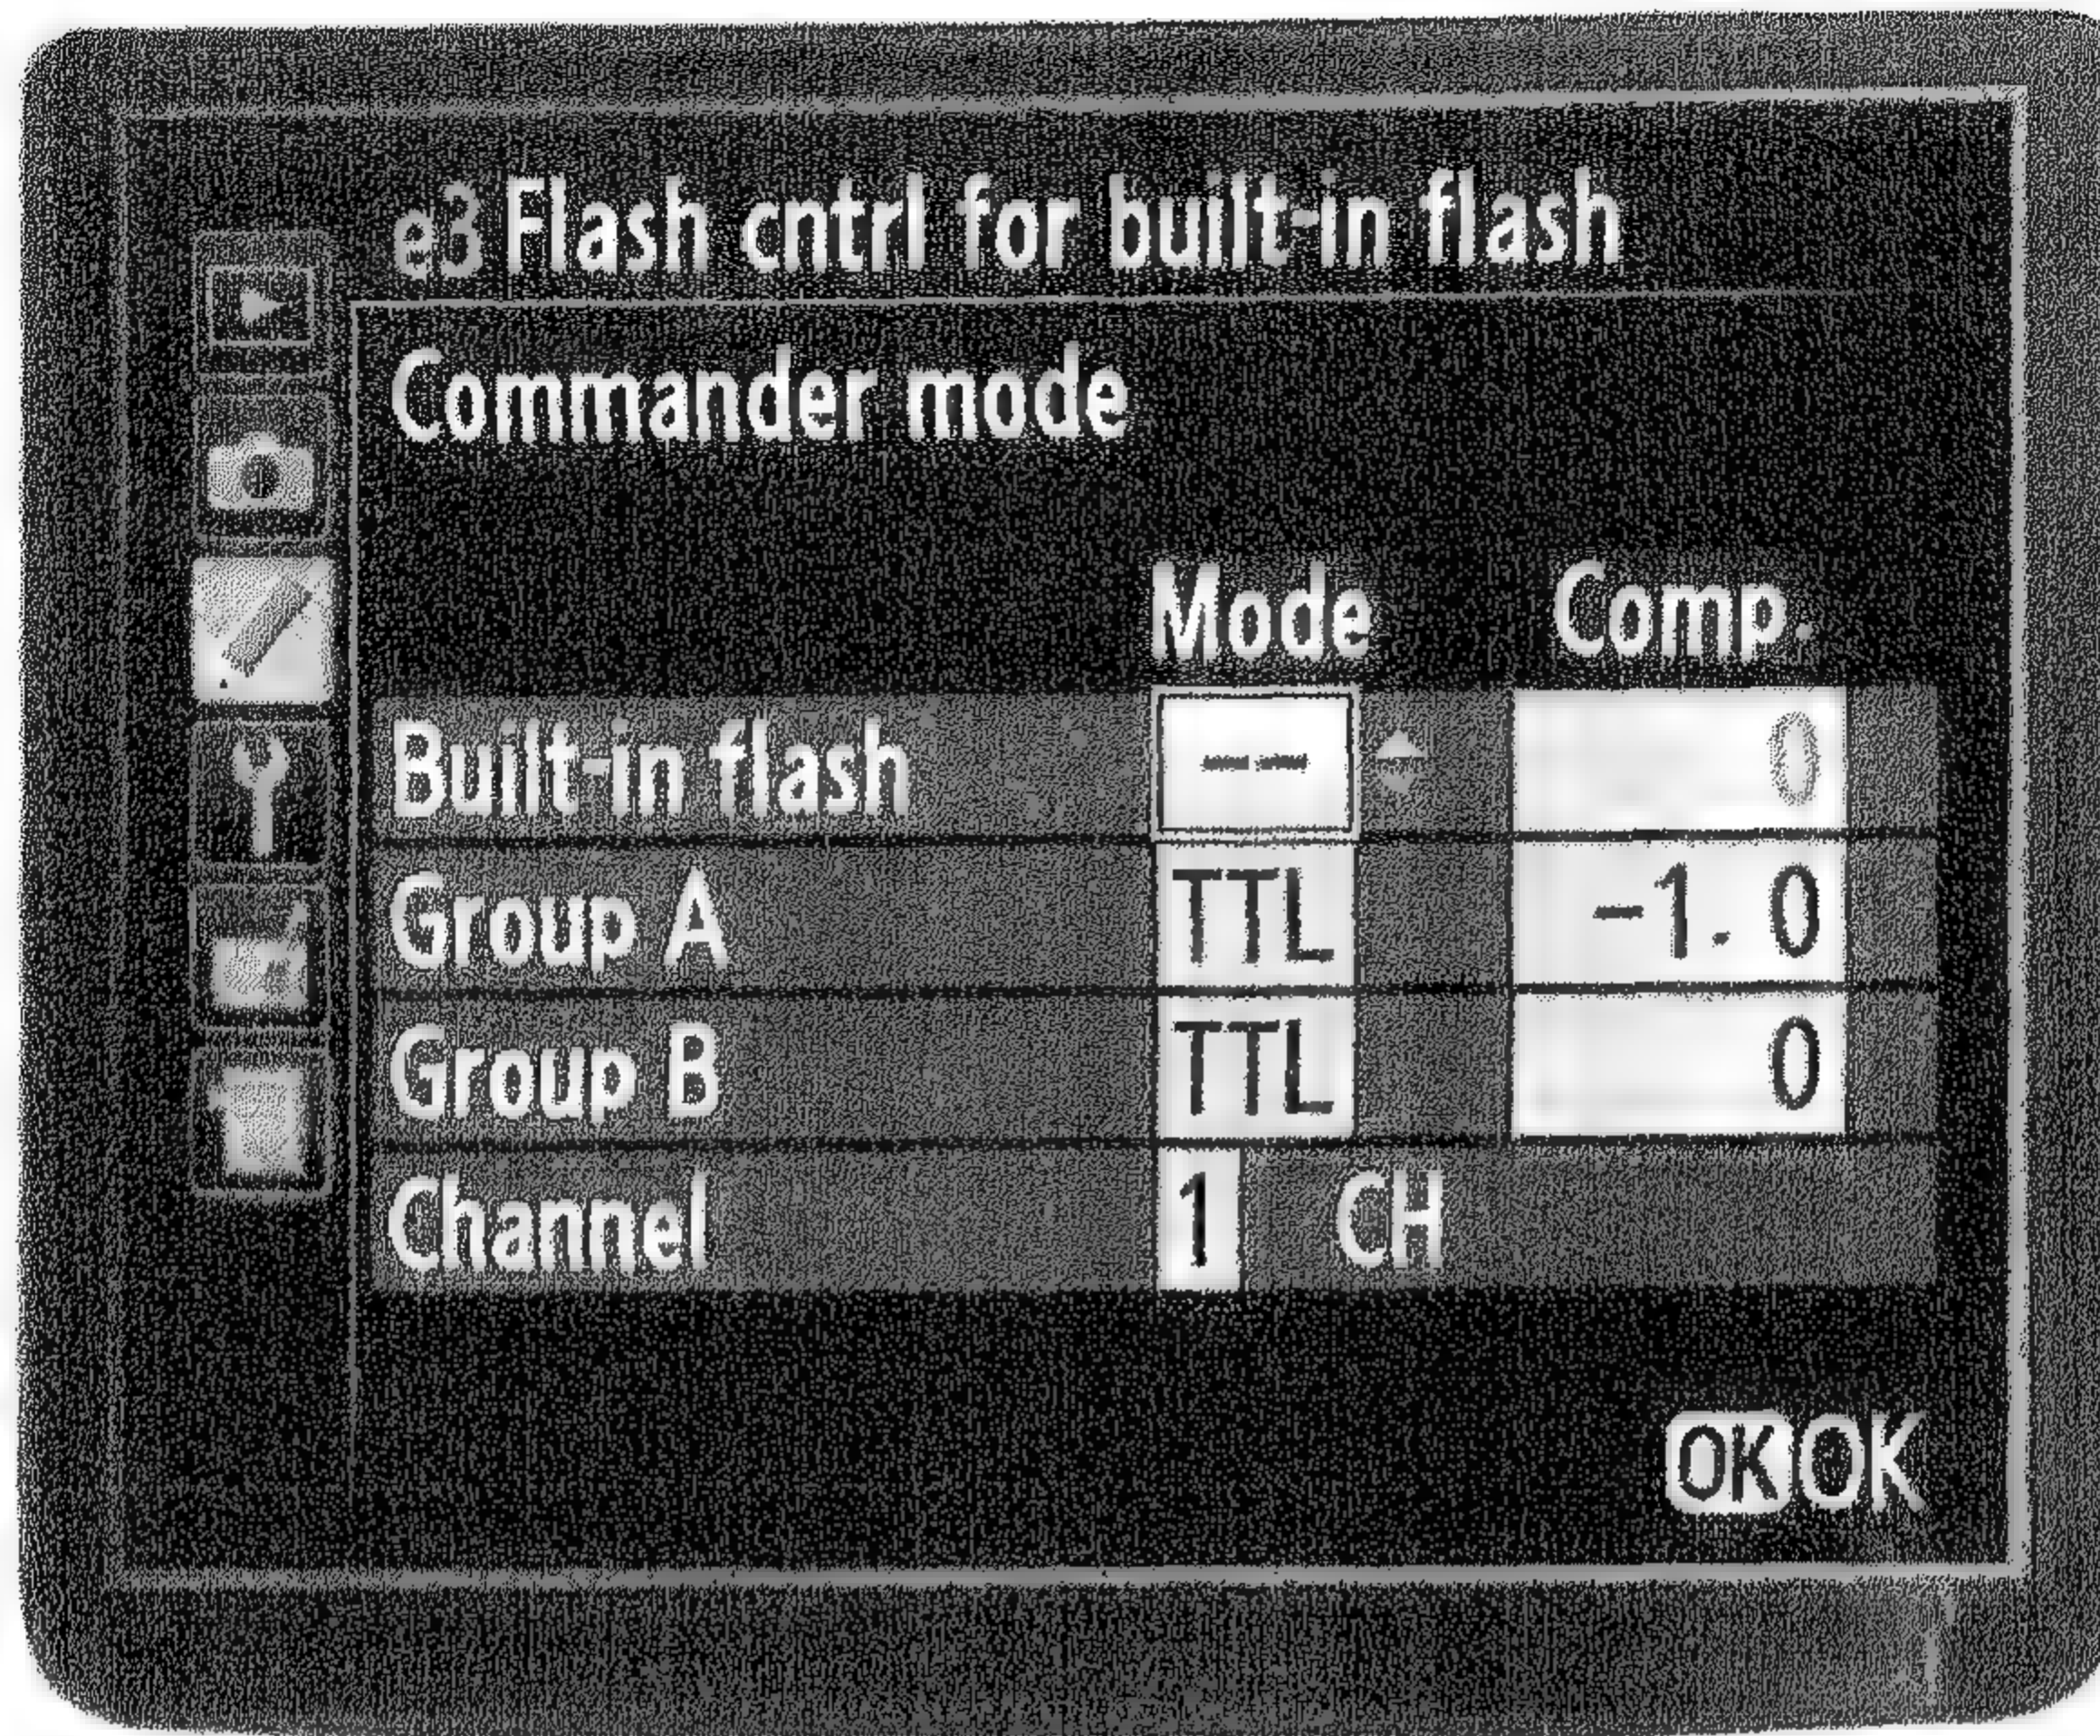 e3 Flash cntrl for built-in flash
Commander mode
Mode Comp.
Built-in flash -- 0
Group A TTL -1.0
Group B TTL 0
Channel 1 CH
OK OK